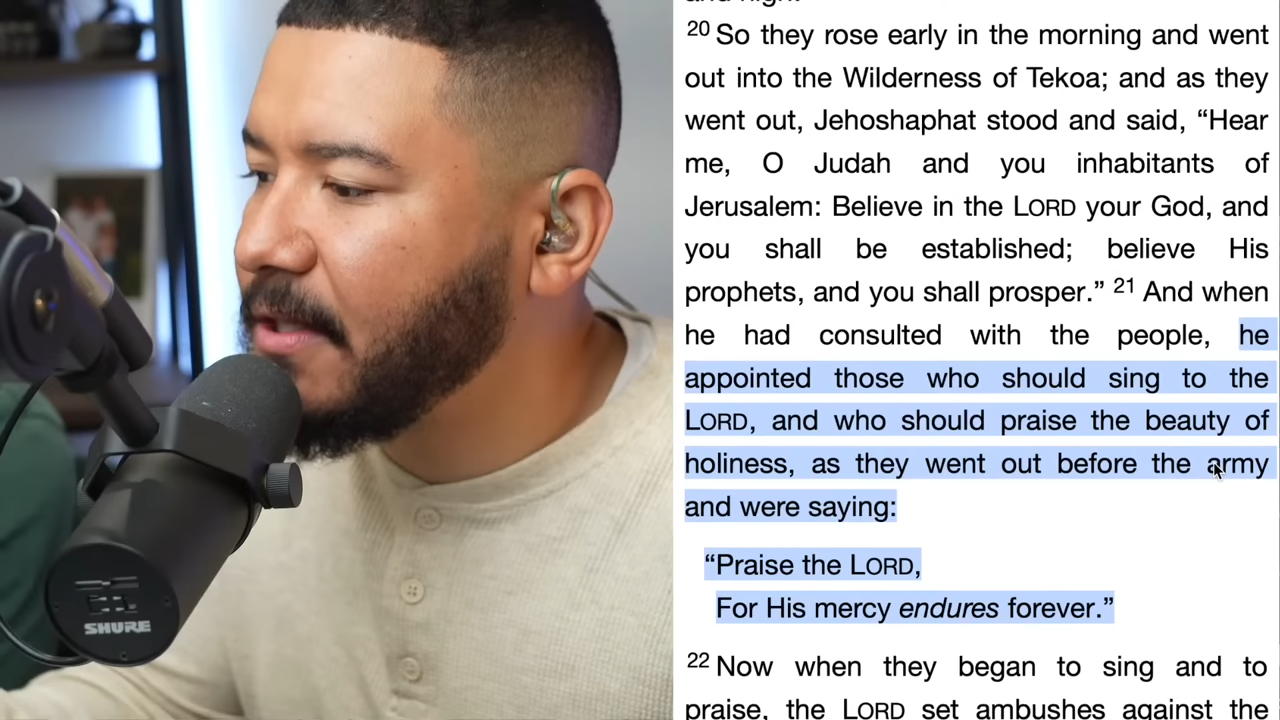 20 So they rose early in the morning and went
out into the Wilderness of Tekoa; and as they
went out, Jehoshaphat stood and said, “Hear
me, O Judah and you inhabitants of
Jerusalem: Believe in the LORD your God, and
you shall be established; believe His
prophets, and you shall prosper.” 21 And when
he had consulted with the people, he
appointed those who should sing to the
LORD, and who should praise the beauty of
holiness, as they went out before the army
and were saying:
“Praise the LORD,
For His mercy endures forever.”
22 Now when they began to sing and to
praise, the LORD set ambushes against the
SHURE